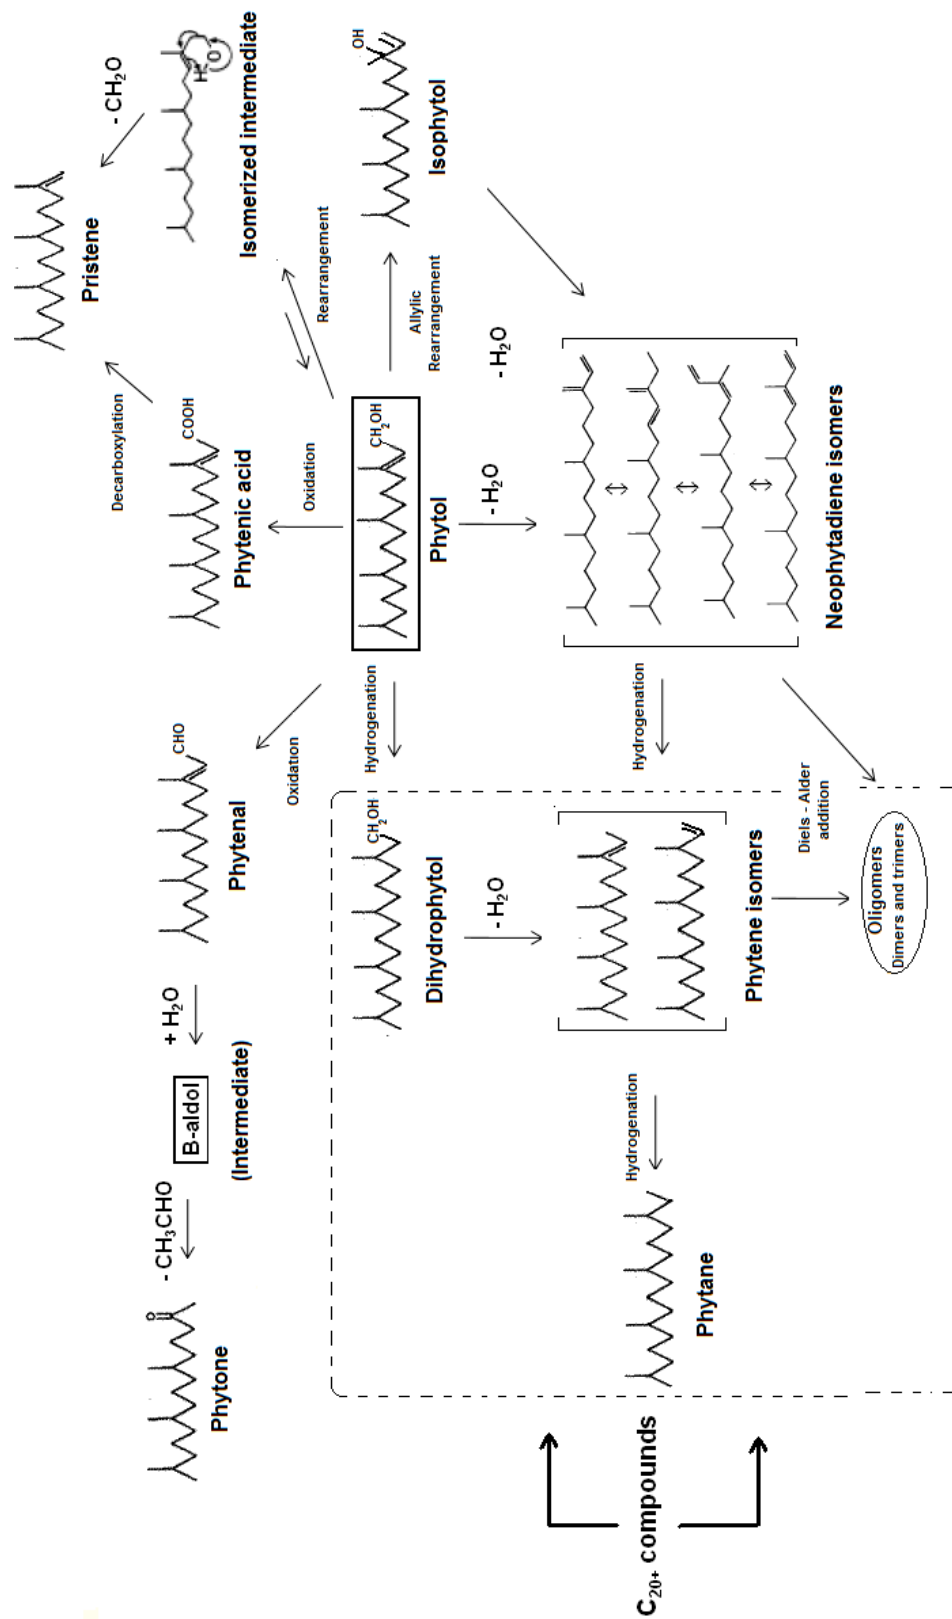 Phytone
- CH3CHO
B-aldol
(Intermediate)
+ H2O
Phytenal
CHO
Oxidation
Phytenic acid
COOH
Decarboxylation
Pristene
- CH2O
H
O
Isomerized intermediate
Oxidation
Rearrangement
Phytol
CH2OH
Allylic
Rearrangement
Isophytol
OH
Hydrogenation
Dihydrophytol
CH2OH
- H2O
- H2O
- H2O
Neophytadiene isomers
Hydrogenation
Phytene isomers
Hydrogenation
Phytane
Diels - Alder
addition
Oligomers
Dimers and trimers
C20+ compounds
O